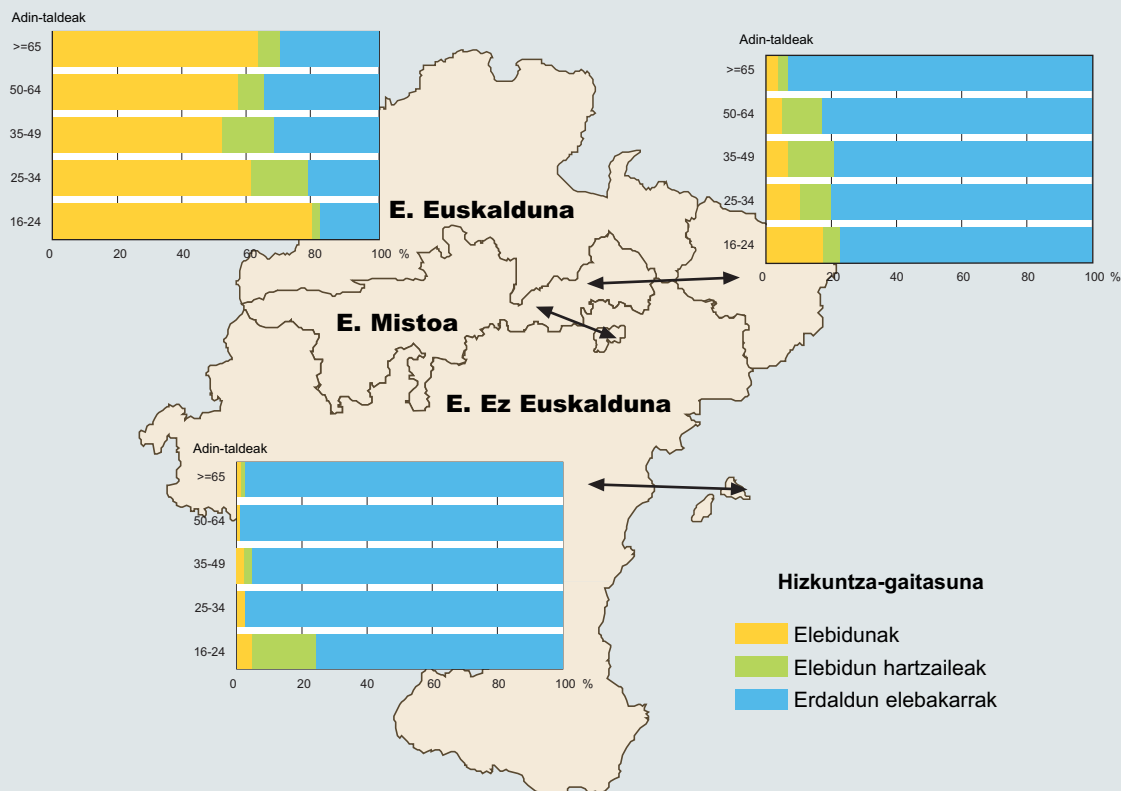 Adin-taldeak
>=65
50-64
35-49
25-34
16-24
0 20 40 60 80 100 %
Adin-taldeak
>=65
50-64
35-49
25-34
16-24
0 20 40 60 80 100 %
E. Euskalduna
E. Mistoa
E. Ez Euskalduna
Adin-taldeak
>=65
50-64
35-49
25-34
16-24
0 20 40 60 80 100 %
Hizkuntza-gaitasuna
Elebidunak
Elebidun hartzaileak
Erdaldun elebakarrak